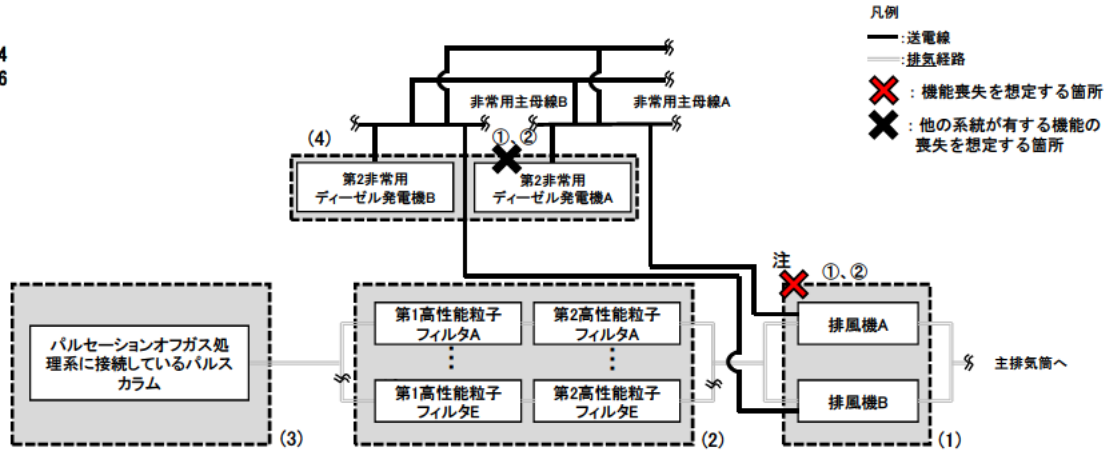 凡例
:送電線
:排気経路
:機能喪失を想定する箇所
:他の系統が有する機能の
喪失を想定する箇所
4
6
非常用主母線B
非常用主母線A
(4)
①、②
第2非常用
ディーゼル発電機B
第2非常用
ディーゼル発電機A
注
①、②
パルセーションオフガス処
理系に接続しているパルス
カラム
(3)
第1高性能粒子
フィルタA
第2高性能粒子
フィルタA
第1高性能粒子
フィルタE
第2高性能粒子
フィルタE
(2)
排風機A
排風機B
(1)
主排気筒へ